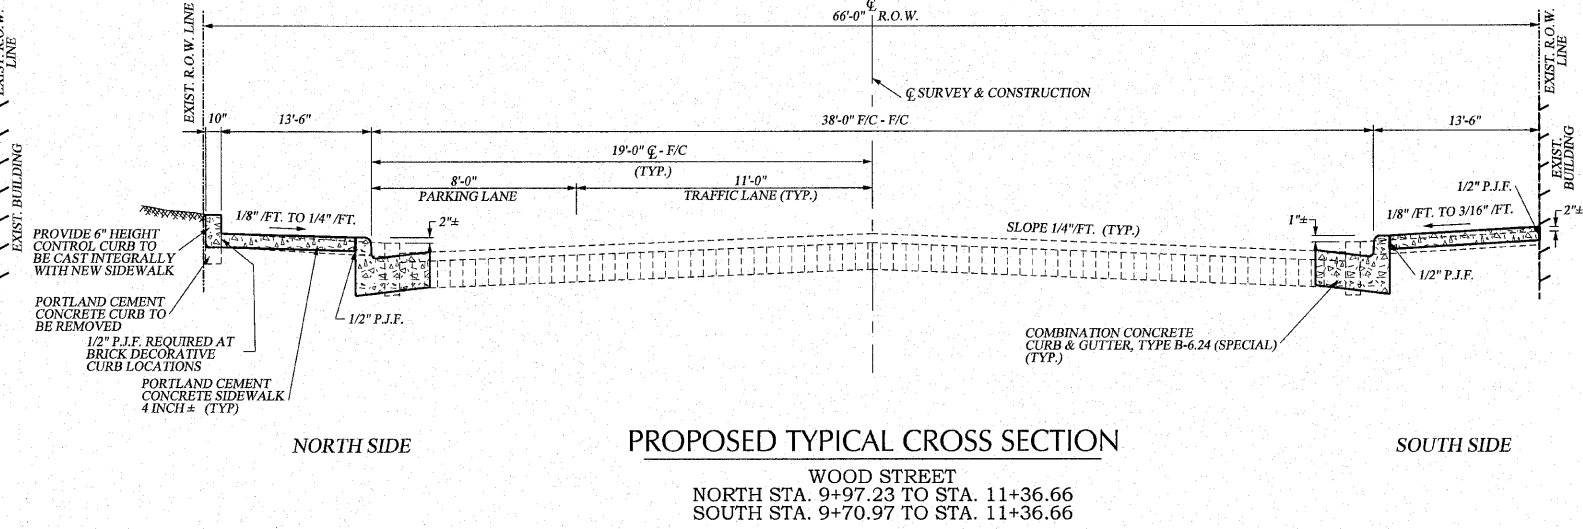 EXIST. R.O.W.
LINE
EXIST. BUILDING
EXIST. R.O.W. LINE
℄
66'-0" R.O.W.
EXIST. R.O.W.
LINE
℄ SURVEY & CONSTRUCTION
10"
13'-6"
38'-0" F/C - F/C
13'-6"
19'-0" ℄ - F/C
(TYP.)
8'-0"
PARKING LANE
11'-0"
TRAFFIC LANE (TYP.)
EXIST.
BUILDING
1/2" P.J.F.
1/8" /FT. TO 1/4" /FT.
2"±
SLOPE 1/4"/FT. (TYP.)
1"±
1/8" /FT. TO 3/16" /FT.
2"±
PROVIDE 6" HEIGHT
CONTROL CURB TO
BE CAST INTEGRALLY
WITH NEW SIDEWALK
1/2" P.J.F.
PORTLAND CEMENT
CONCRETE CURB TO
BE REMOVED
1/2" P.J.F.
1/2" P.J.F. REQUIRED AT
BRICK DECORATIVE
CURB LOCATIONS
COMBINATION CONCRETE
CURB & GUTTER, TYPE B-6.24 (SPECIAL)
(TYP.)
PORTLAND CEMENT
CONCRETE SIDEWALK
4 INCH ± (TYP)
NORTH SIDE
PROPOSED TYPICAL CROSS SECTION
SOUTH SIDE
WOOD STREET
NORTH STA. 9+97.23 TO STA. 11+36.66
SOUTH STA. 9+70.97 TO STA. 11+36.66